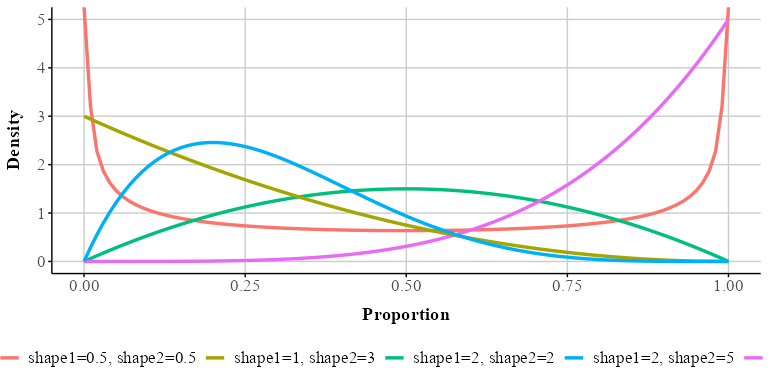 5
4
3
2
1
0
Density
0.00 0.25 0.50 0.75 1.00
Proportion
shape1=0.5, shape2=0.5 shape1=1, shape2=3 shape1=2, shape2=2 shape1=2, shape2=5